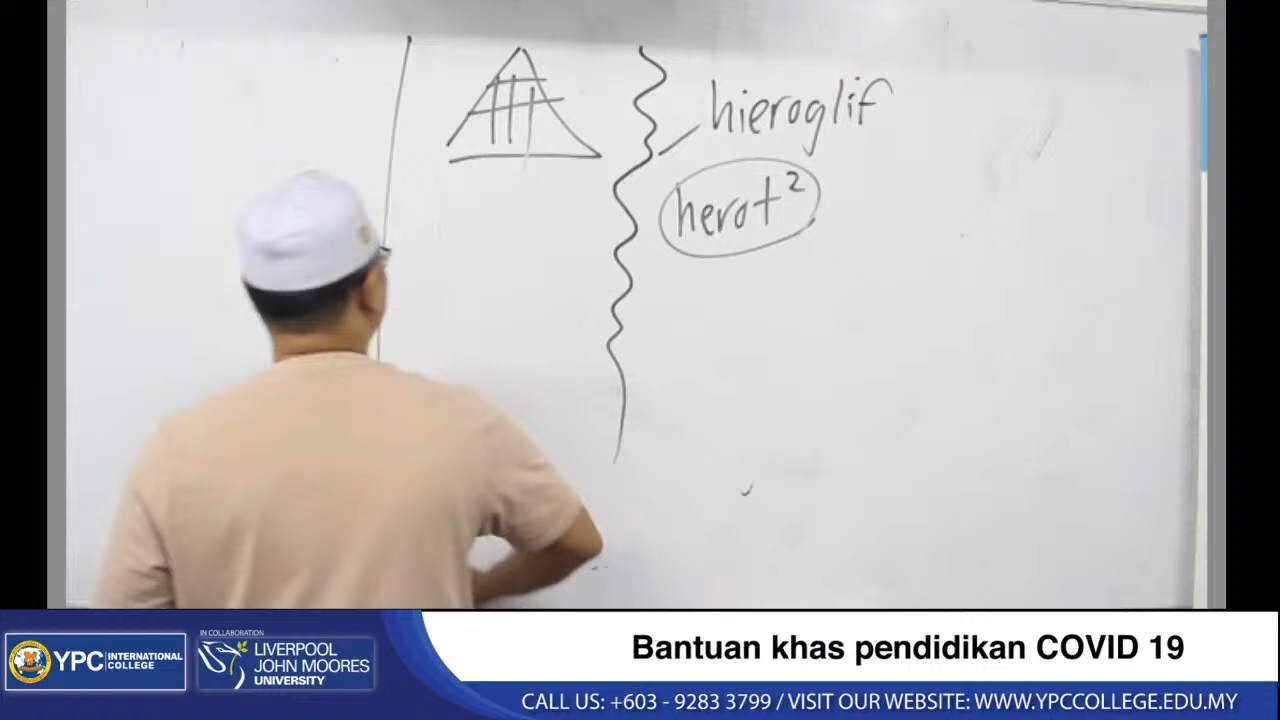 hieroglif
herot²
Bantuan khas pendidikan COVID 19
YPC INTERNATIONAL COLLEGE
IN COLLABORATION
LIVERPOOL
JOHN MOORES
UNIVERSITY
CALL US: +603 - 9283 3799 / VISIT OUR WEBSITE: WWW.YPCCOLLEGE.EDU.MY